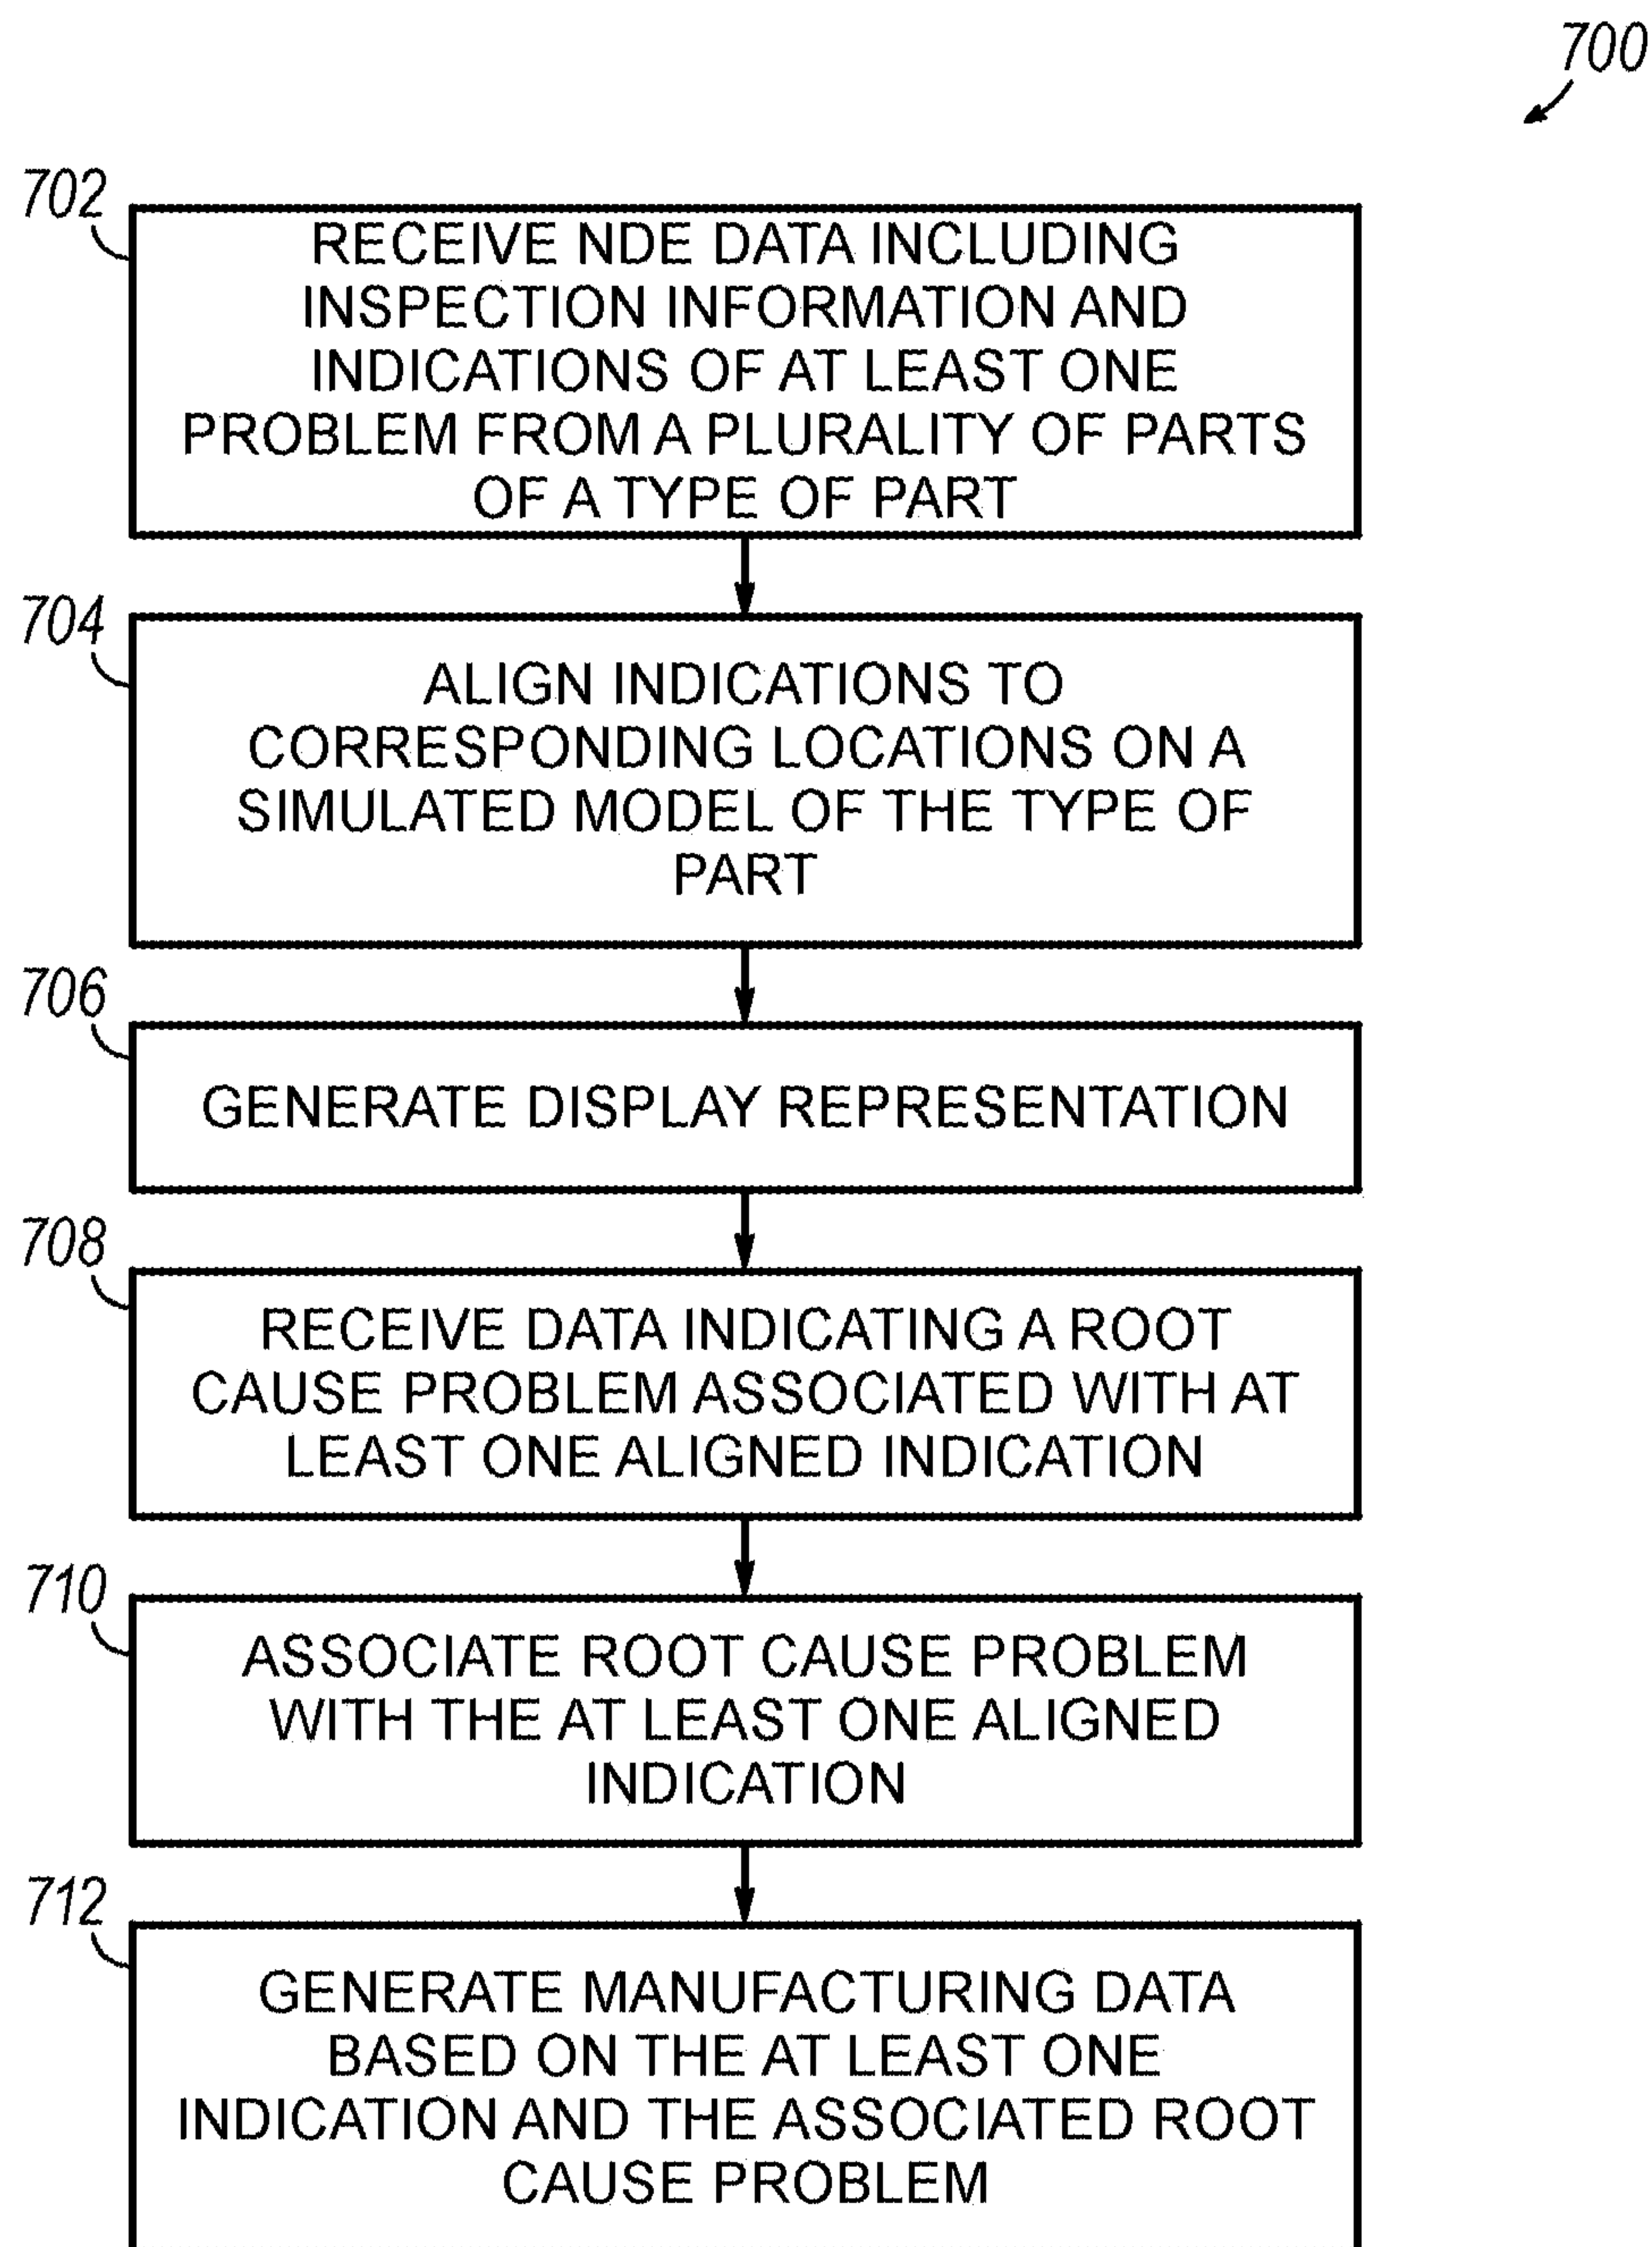 700
702
RECEIVE NDE DATA INCLUDING
INSPECTION INFORMATION AND
INDICATIONS OF AT LEAST ONE
PROBLEM FROM A PLURALITY OF PARTS
OF A TYPE OF PART
704
ALIGN INDICATIONS TO
CORRESPONDING LOCATIONS ON A
SIMULATED MODEL OF THE TYPE OF
PART
706
GENERATE DISPLAY REPRESENTATION
708
RECEIVE DATA INDICATING A ROOT
CAUSE PROBLEM ASSOCIATED WITH AT
LEAST ONE ALIGNED INDICATION
710
ASSOCIATE ROOT CAUSE PROBLEM
WITH THE AT LEAST ONE ALIGNED
INDICATION
712
GENERATE MANUFACTURING DATA
BASED ON THE AT LEAST ONE
INDICATION AND THE ASSOCIATED ROOT
CAUSE PROBLEM